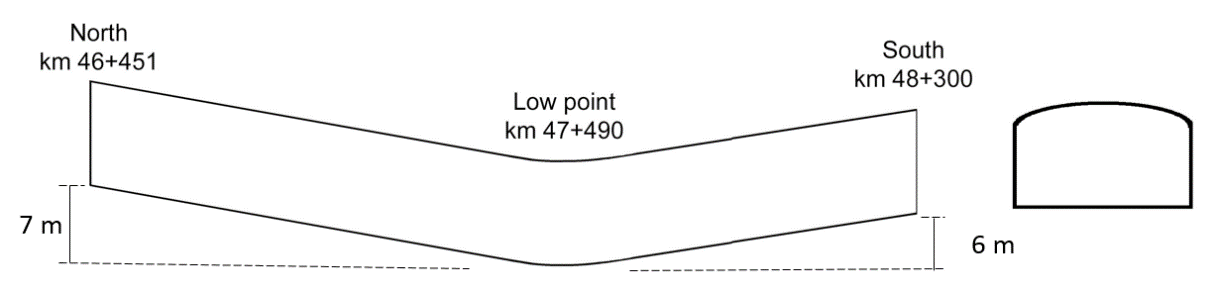 North
km 46+451
South
km 48+300
Low point
km 47+490
7 m
6 m